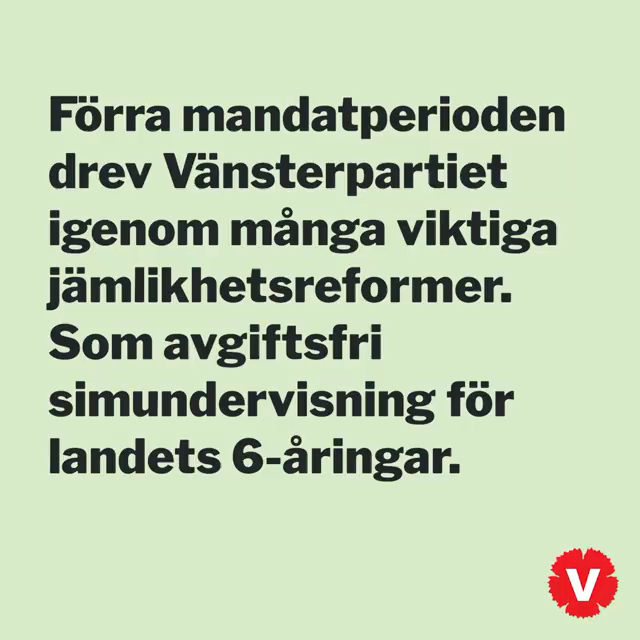 Förra mandatperioden
drev Vänsterpartiet
igenom många viktiga
jämlikhetsreformer.
Som avgiftsfri
simundervisning för
landets 6-åringar.
V